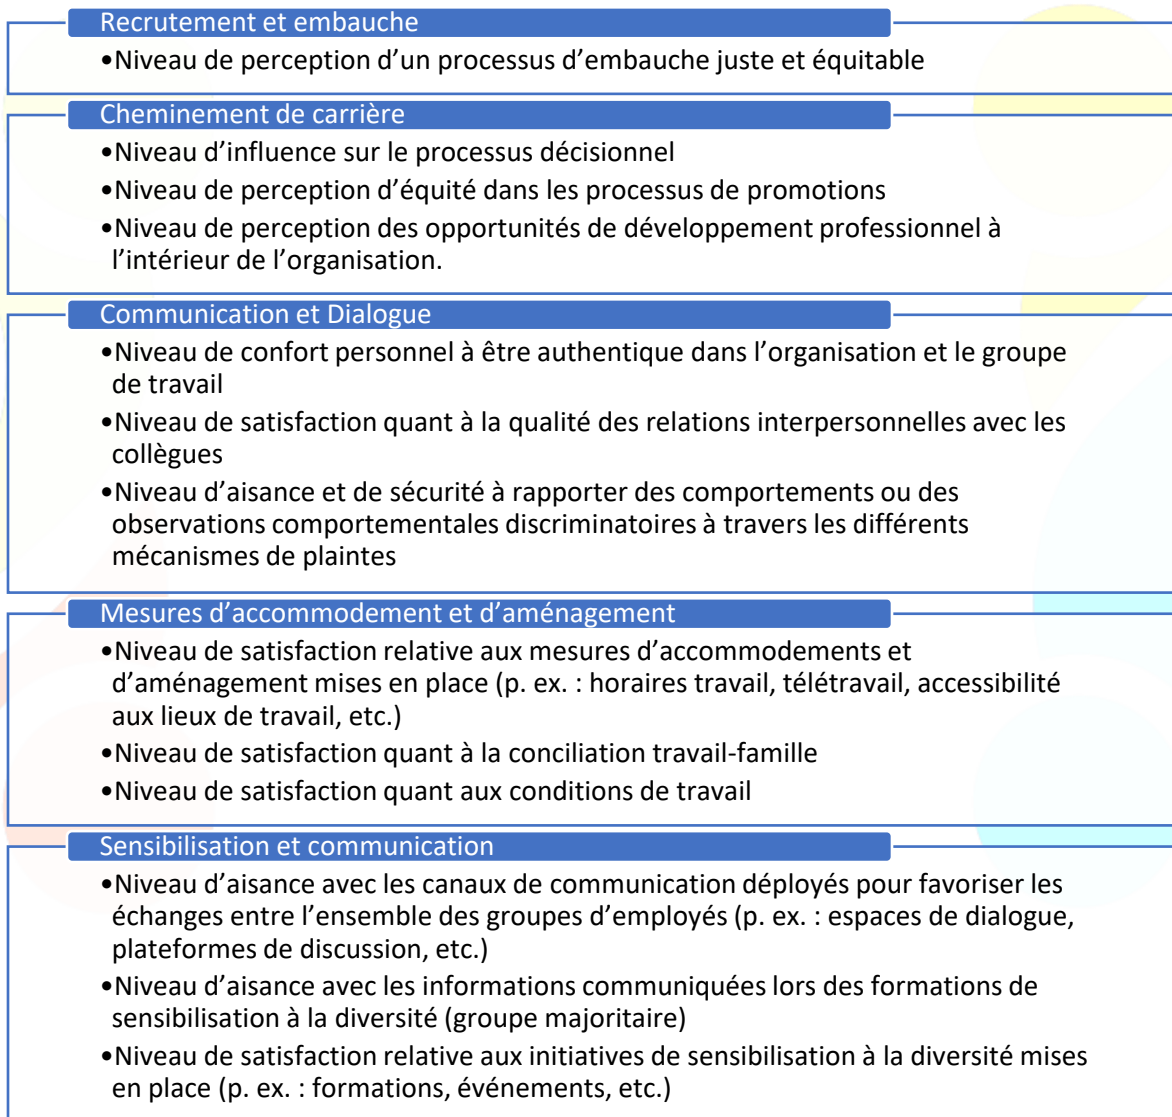 Recrutement et embauche
•Niveau de perception d’un processus d’embauche juste et équitable
Cheminement de carrière
•Niveau d’influence sur le processus décisionnel
•Niveau de perception d’équité dans les processus de promotions
•Niveau de perception des opportunités de développement professionnel à
l’intérieur de l’organisation.
Communication et Dialogue
•Niveau de confort personnel à être authentique dans l’organisation et le groupe
de travail
•Niveau de satisfaction quant à la qualité des relations interpersonnelles avec les
collègues
•Niveau d’aisance et de sécurité à rapporter des comportements ou des
observations comportementales discriminatoires à travers les différents
mécanismes de plaintes
Mesures d’accommodement et d’aménagement
•Niveau de satisfaction relative aux mesures d’accommodements et
d’aménagement mises en place (p. ex. : horaires travail, télétravail, accessibilité
aux lieux de travail, etc.)
•Niveau de satisfaction quant à la conciliation travail-famille
•Niveau de satisfaction quant aux conditions de travail
Sensibilisation et communication
•Niveau d’aisance avec les canaux de communication déployés pour favoriser les
échanges entre l’ensemble des groupes d’employés (p. ex. : espaces de dialogue,
plateformes de discussion, etc.)
•Niveau d’aisance avec les informations communiquées lors des formations de
sensibilisation à la diversité (groupe majoritaire)
•Niveau de satisfaction relative aux initiatives de sensibilisation à la diversité mises
en place (p. ex. : formations, événements, etc.)